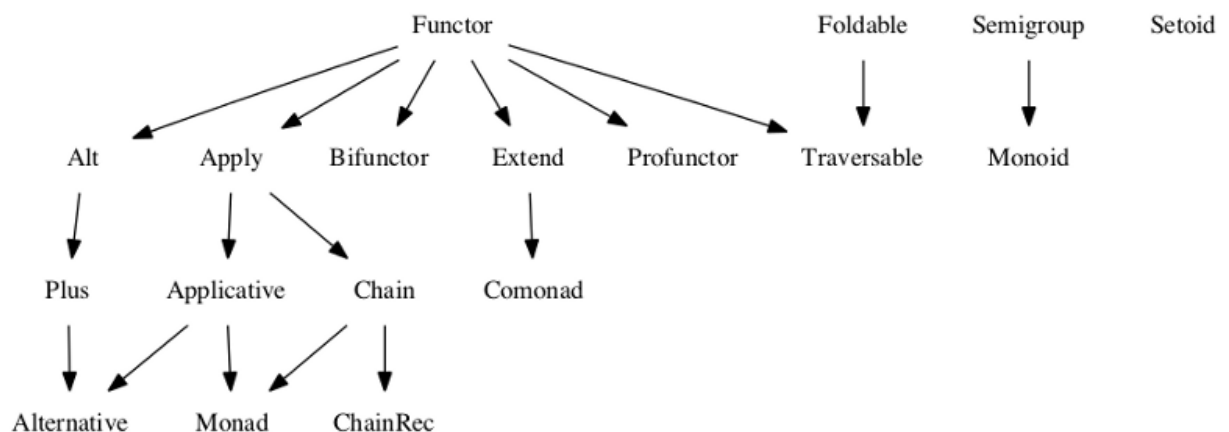 Functor Foldable Semigroup Setoid
Alt Apply Bifunctor Extend Profunctor Traversable Monoid
Plus Applicative Chain Comonad
Alternative Monad ChainRec